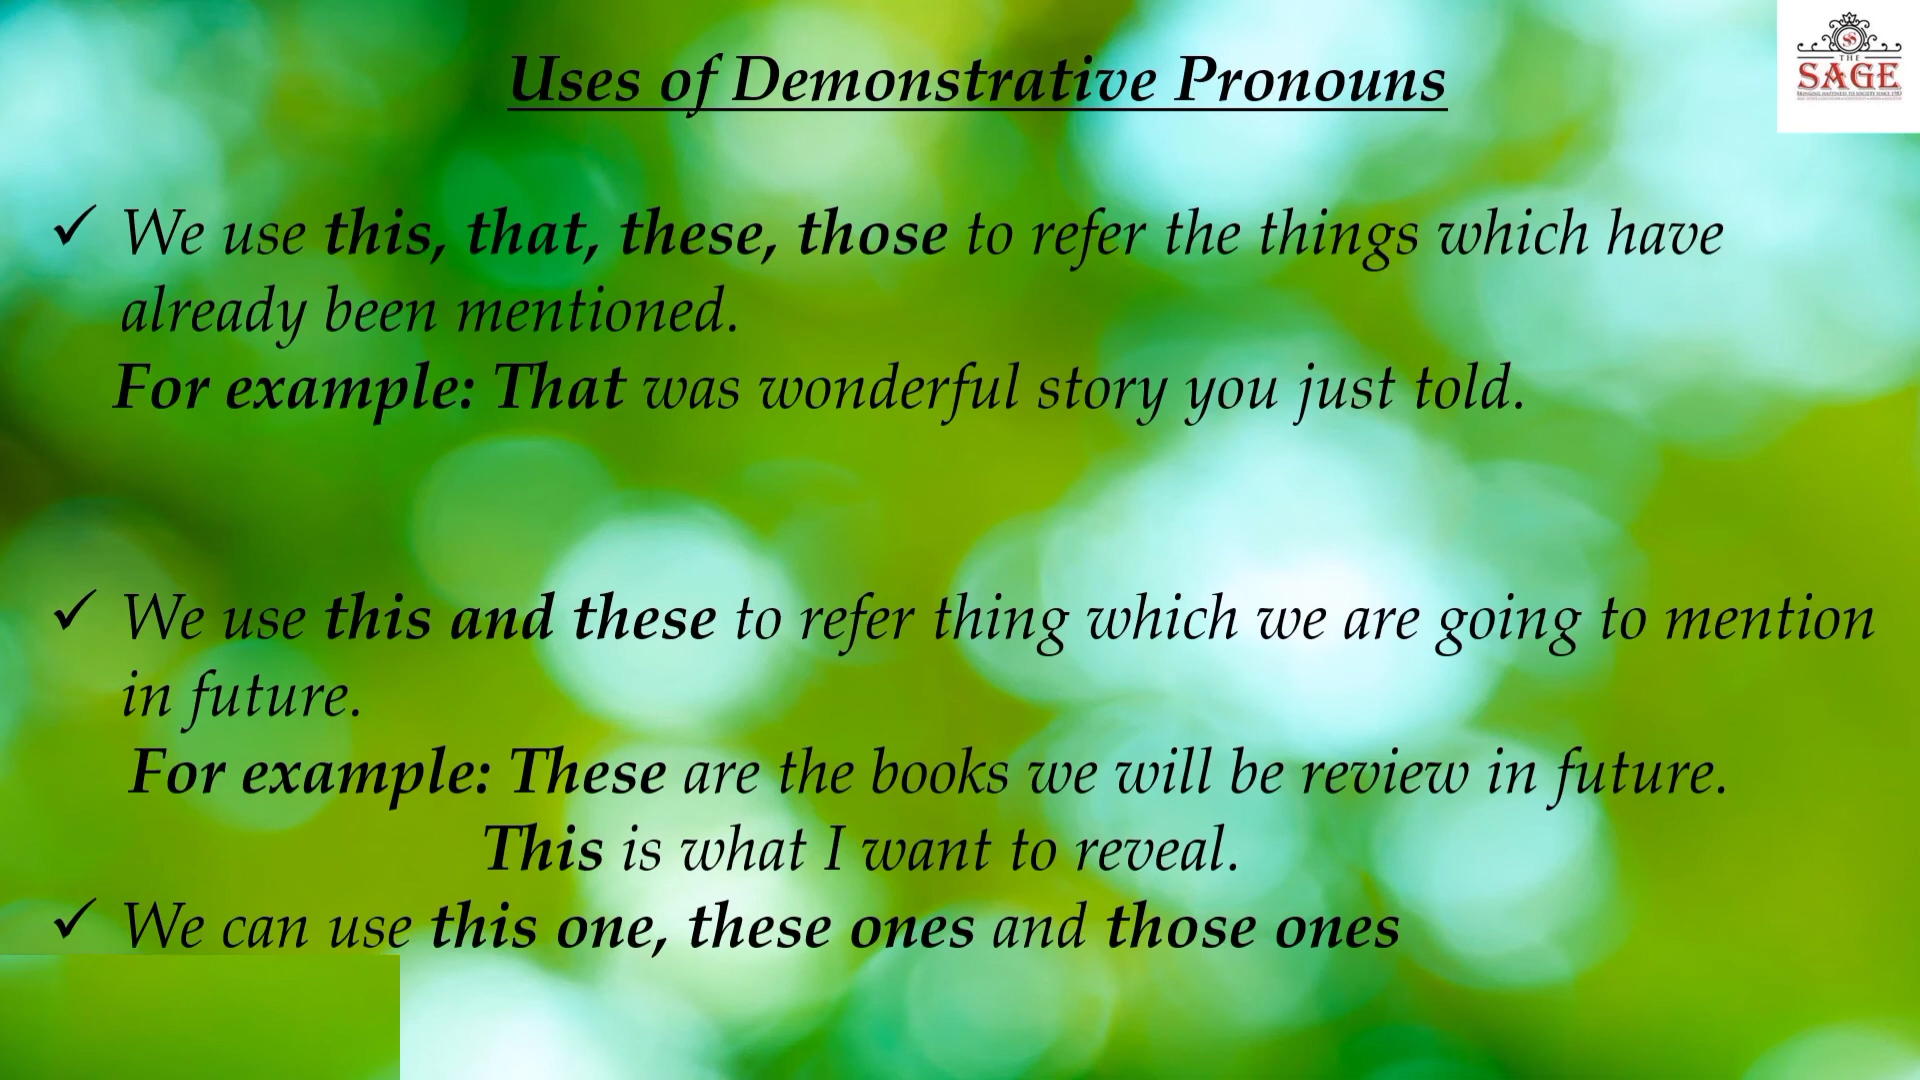 Uses of Demonstrative Pronouns
THE
SAGE
✓ We use this, that, these, those to refer the things which have
already been mentioned.
For example: That was wonderful story you just told.
✓ We use this and these to refer thing which we are going to mention
in future.
For example: These are the books we will be review in future.
This is what I want to reveal.
✓ We can use this one, these ones and those ones